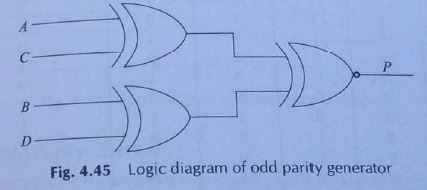 A
C
P
B
D
Fig. 4.45 Logic diagram of odd parity generator